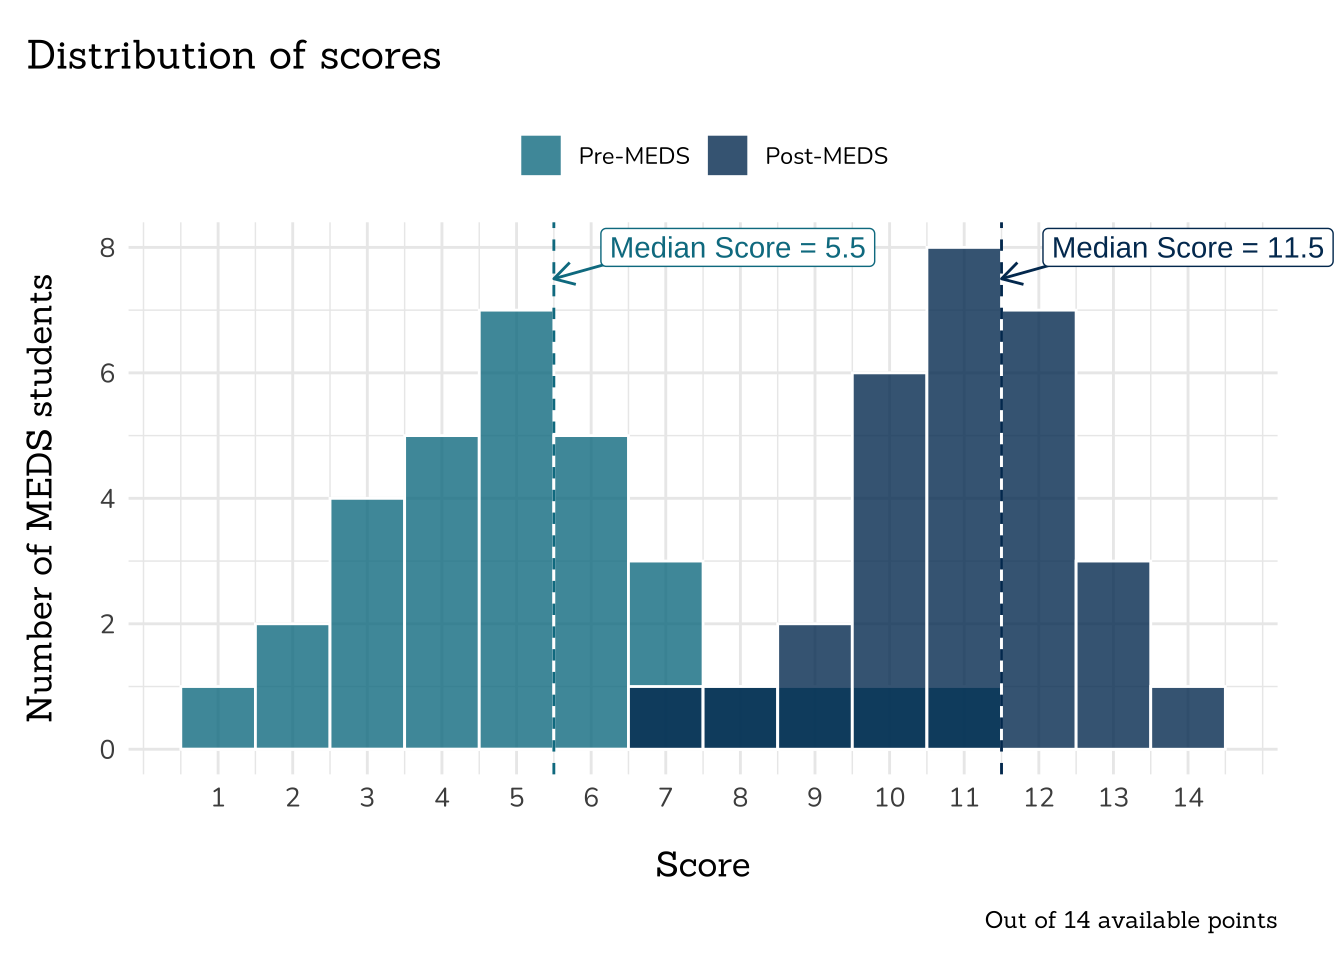 Distribution of scores
Pre-MEDS Post-MEDS
Median Score = 5.5 Median Score = 11.5
Number of MEDS students
8
6
4
2
0
1 2 3 4 5 6 7 8 9 10 11 12 13 14
Score
Out of 14 available points